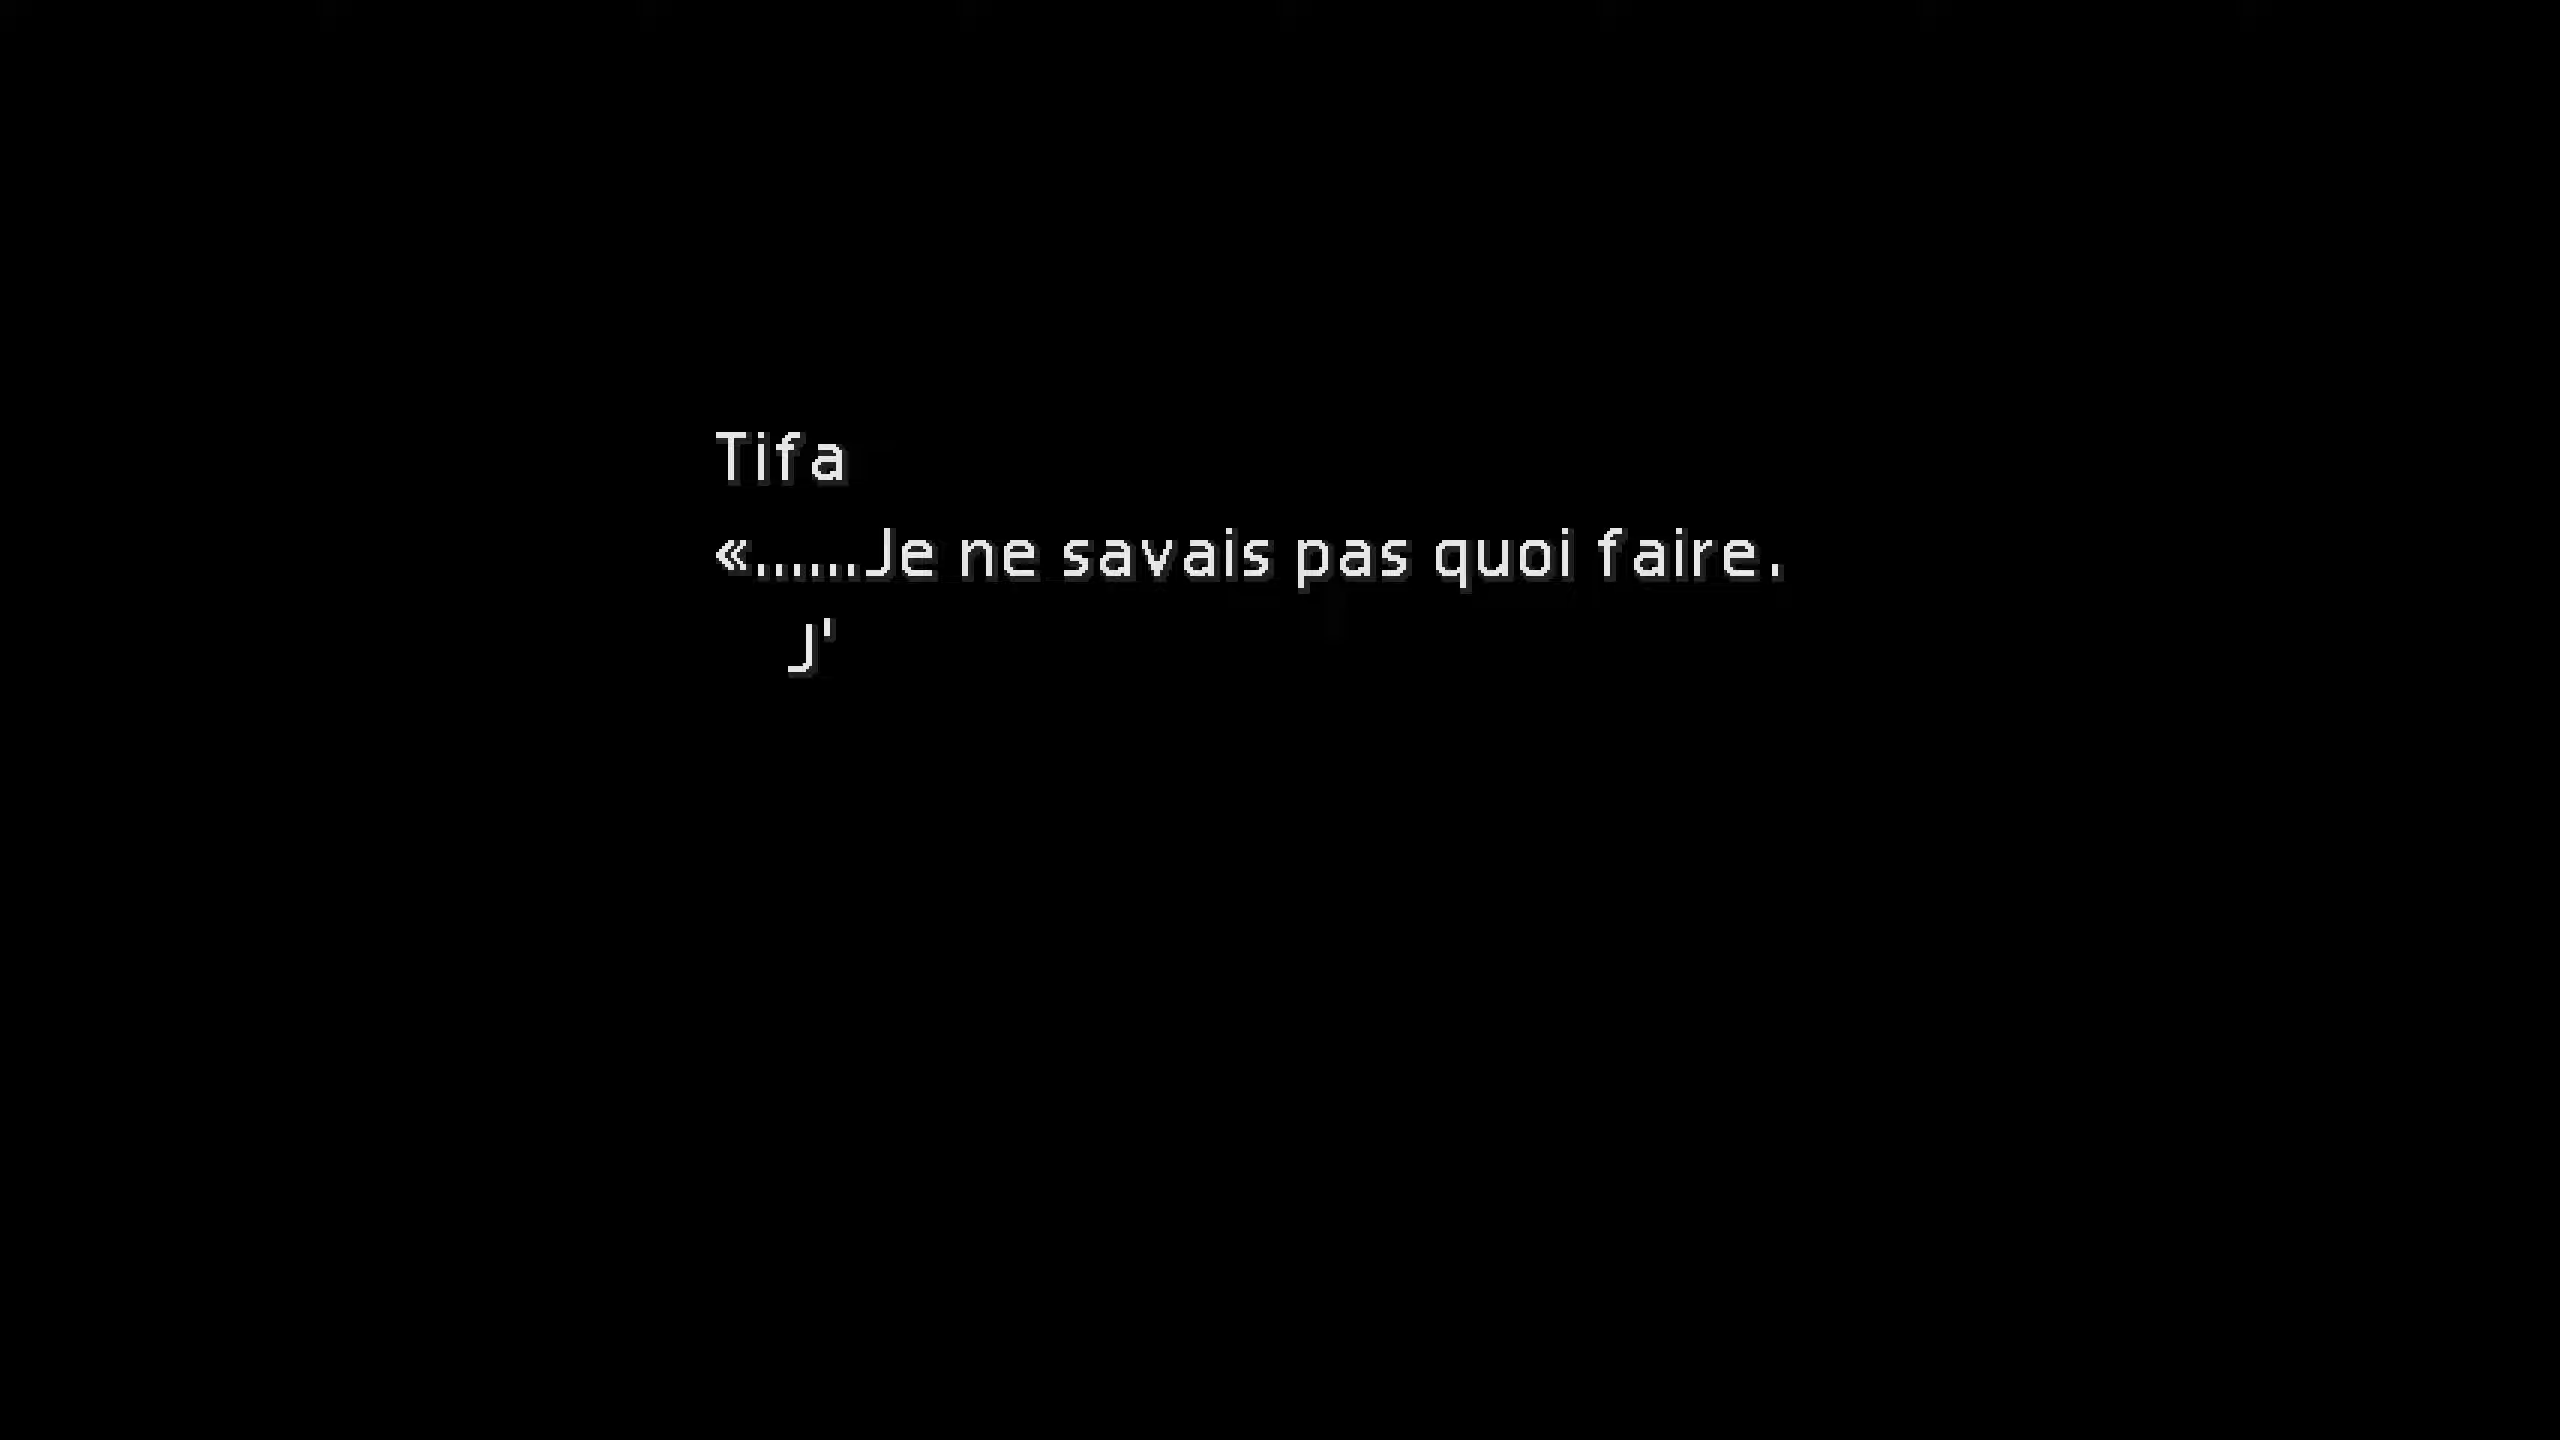 Tifa
«......Je ne savais pas quoi faire.
J'